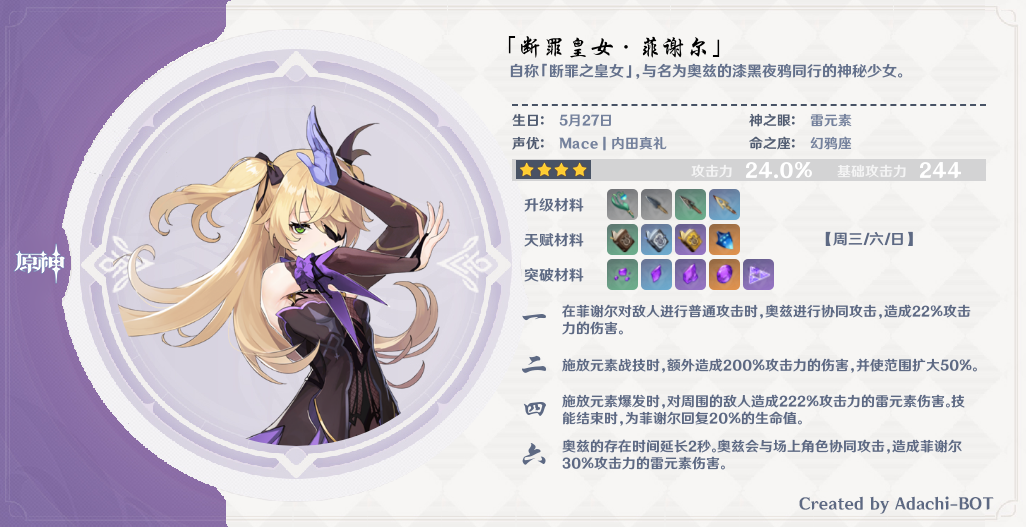 原神
「断罪皇女·菲谢尔」
自称「断罪之皇女」,与名为奥兹的漆黑夜鸦同行的神秘少女。
生日: 5月27日 神之眼: 雷元素
声优: Mace | 内田真礼 命之座: 幻鸦座
攻击力 24.0% 基础攻击力 244
升级材料
天赋材料 【周三/六/日】
突破材料
一 在菲谢尔对敌人进行普通攻击时,奥兹进行协同攻击,造成22%攻击
力的伤害。
二 施放元素战技时,额外造成200%攻击力的伤害,并使范围扩大50%。
四 施放元素爆发时,对周围的敌人造成222%攻击力的雷元素伤害。技
能结束时,为菲谢尔回复20%的生命值。
六 奥兹的存在时间延长2秒。奥兹会与场上角色协同攻击,造成菲谢尔
30%攻击力的雷元素伤害。
Created by Adachi-BOT